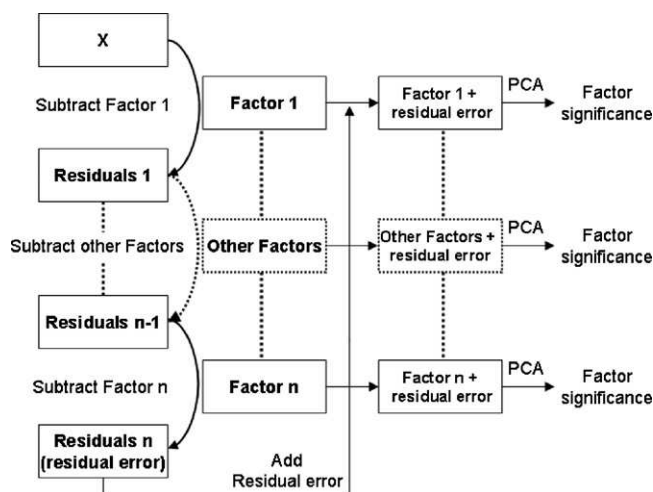 X
Subtract Factor 1
Factor 1
Factor 1 +
residual error
PCA
Factor
significance
Residuals 1
Subtract other Factors
Other Factors
Other Factors +
residual error
PCA
Factor
significance
Residuals n-1
Subtract Factor n
Factor n
Factor n +
residual error
PCA
Factor
significance
Residuals n
(residual error)
Add
Residual error